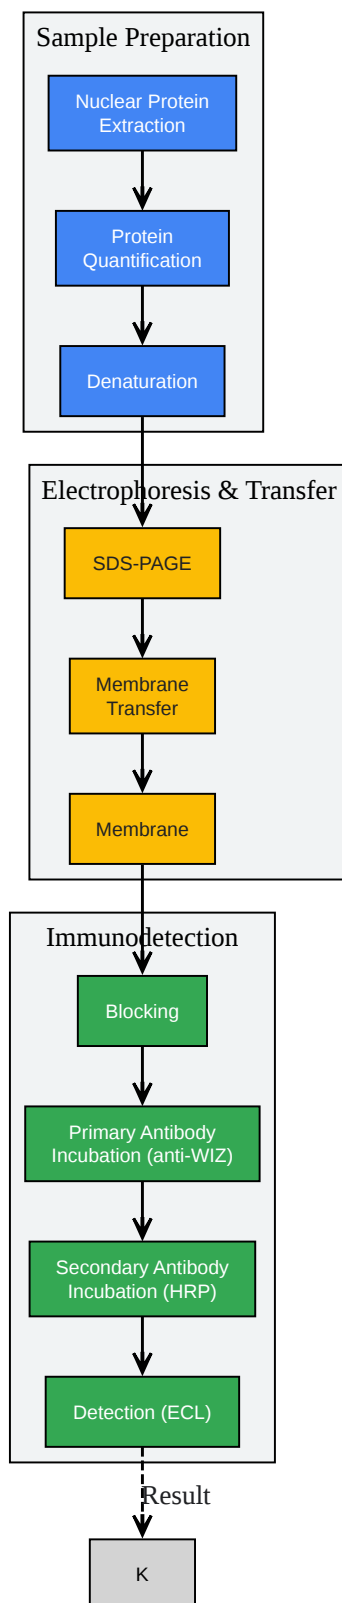 Sample Preparation
Nuclear Protein
Extraction
Protein
Quantification
Denaturation
Electrophoresis & Transfer
SDS-PAGE
Membrane
Transfer
Membrane
Immunodetection
Blocking
Primary Antibody
Incubation (anti-WIZ)
Secondary Antibody
Incubation (HRP)
Detection (ECL)
Result
K